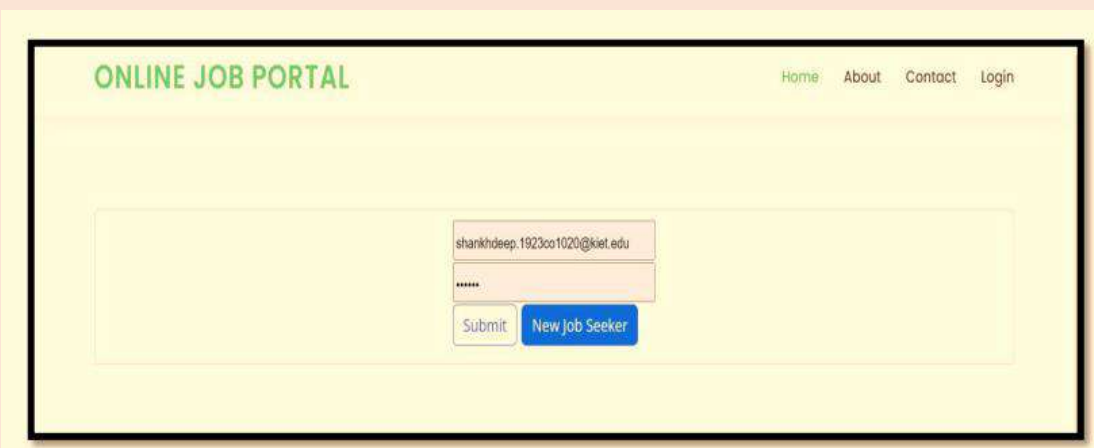 ONLINE JOB PORTAL Home About Contact Login
shankhdeep.1923co1020@kiet.edu
••••••
Submit New Job Seeker